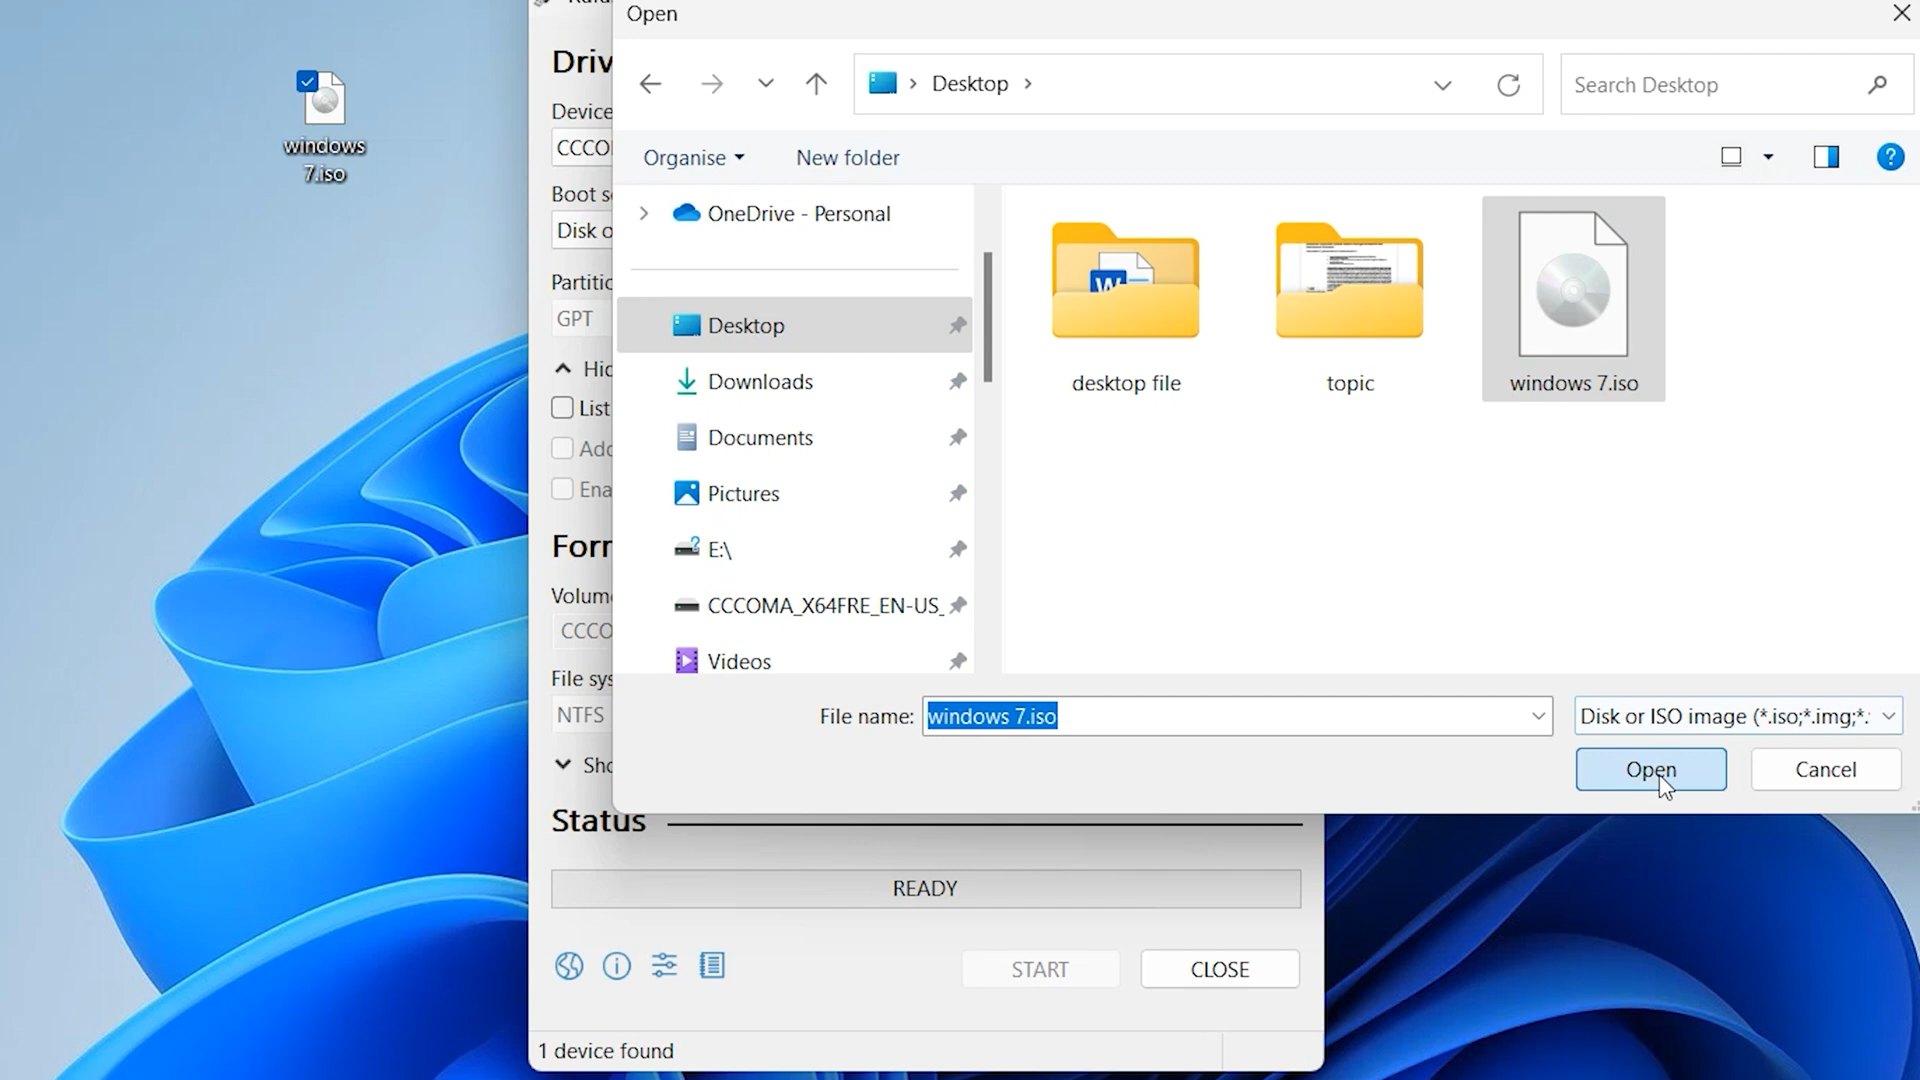 windows
7.iso
Open
Desktop
Search Desktop
Organise
New folder
OneDrive - Personal
Desktop
Downloads
Documents
Pictures
E:\
CCCOMA_X64FRE_EN-US_
Videos
desktop file
topic
windows 7.iso
File name:
windows 7.iso
Disk or ISO image (*.iso;*.img;*.
Open
Cancel
Driv
Device
CCCO
Boot s
Disk o
Partitio
GPT
Hid
List
Add
Ena
Form
Volum
CCCO
File sys
NTFS
Sho
Status
READY
START
CLOSE
1 device found